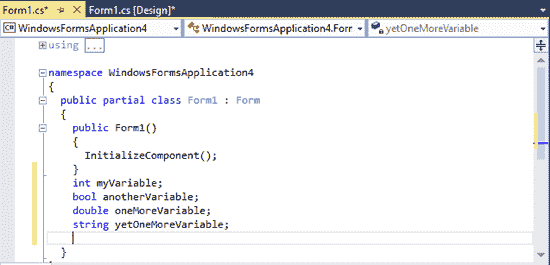 Form1.cs* Form1.cs [Design]*
WindowsFormsApplication4 WindowsFormsApplication4.Forr yetOneMoreVariable
using ...
namespace WindowsFormsApplication4
{
public partial class Form1 : Form
{
public Form1()
{
InitializeComponent();
}
int myVariable;
bool anotherVariable;
double oneMoreVariable;
string yetOneMoreVariable;
}